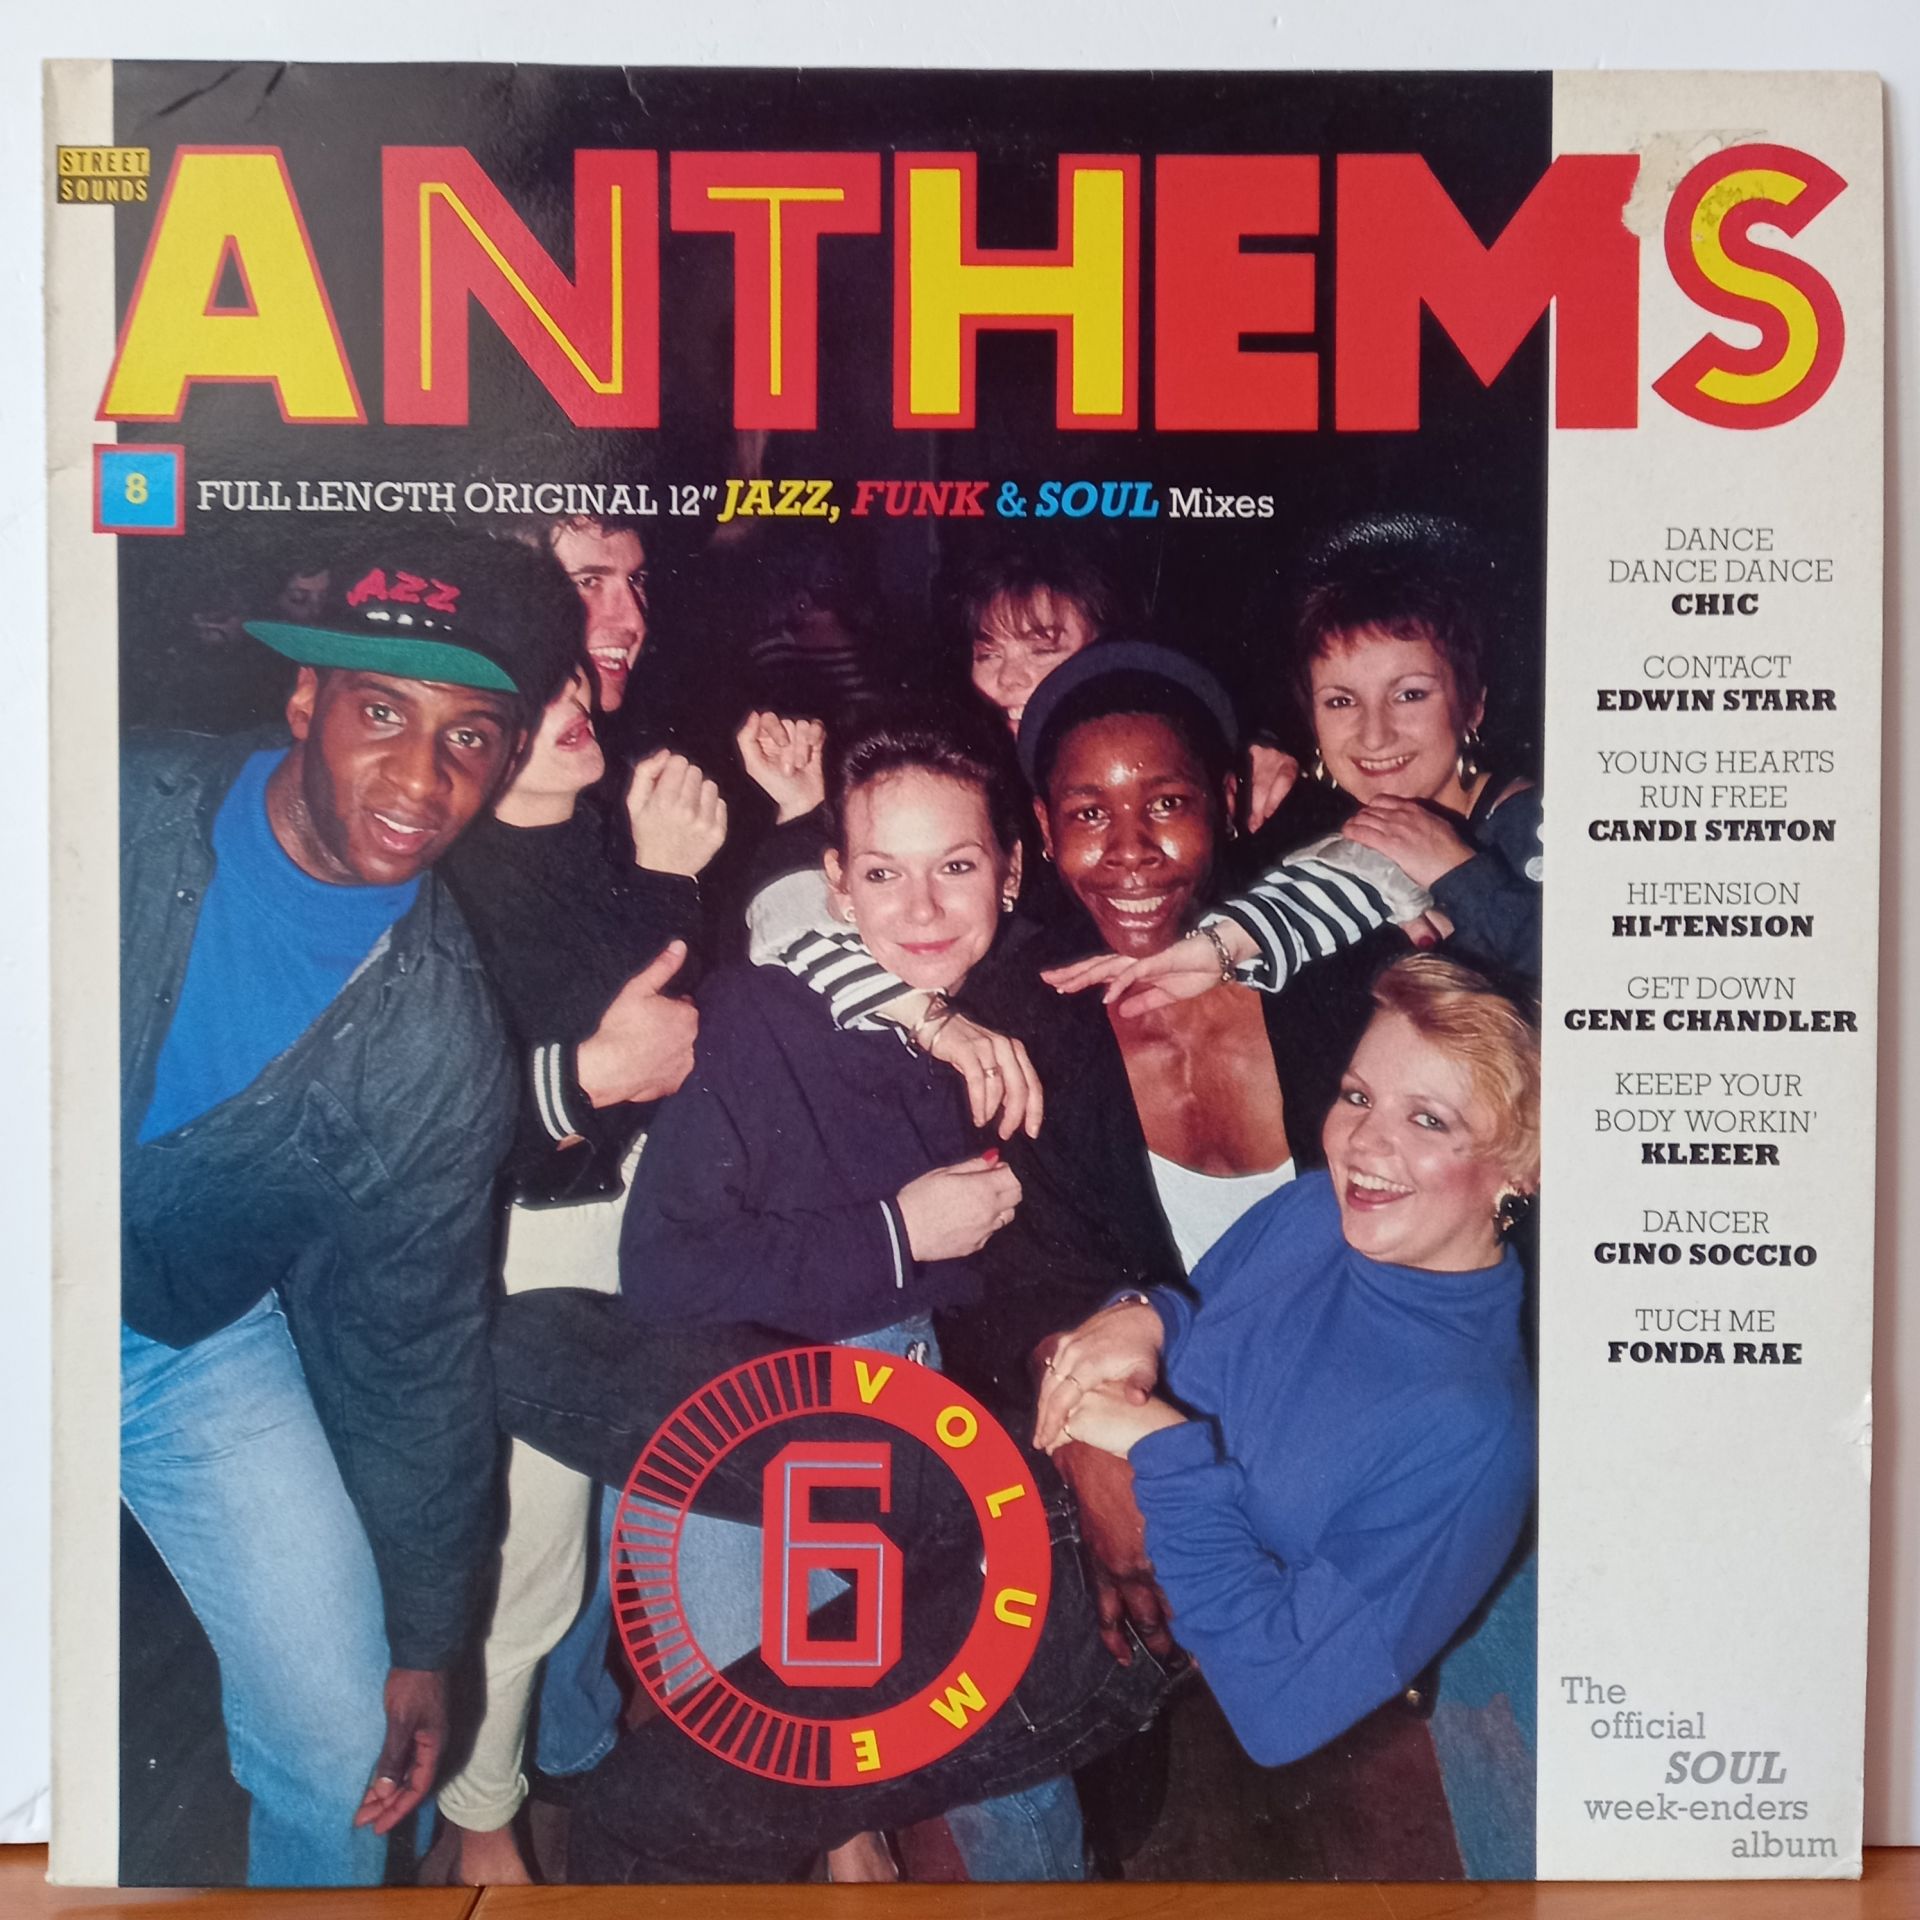 STREET
SOUNDS
ANTHEMS
8
FULL LENGTH ORIGINAL 12" JAZZ, FUNK & SOUL Mixes
AZZ
DANCE
DANCE DANCE
CHIC
CONTACT
EDWIN STARR
YOUNG HEARTS
RUN FREE
CANDI STATON
HI-TENSION
HI-TENSION
GET DOWN
GENE CHANDLER
KEEEP YOUR
BODY WORKIN'
KLEEER
DANCER
GINO SOCCIO
TUCH ME
FONDA RAE
VOLUME
6
The
official
SOUL
week-enders
album